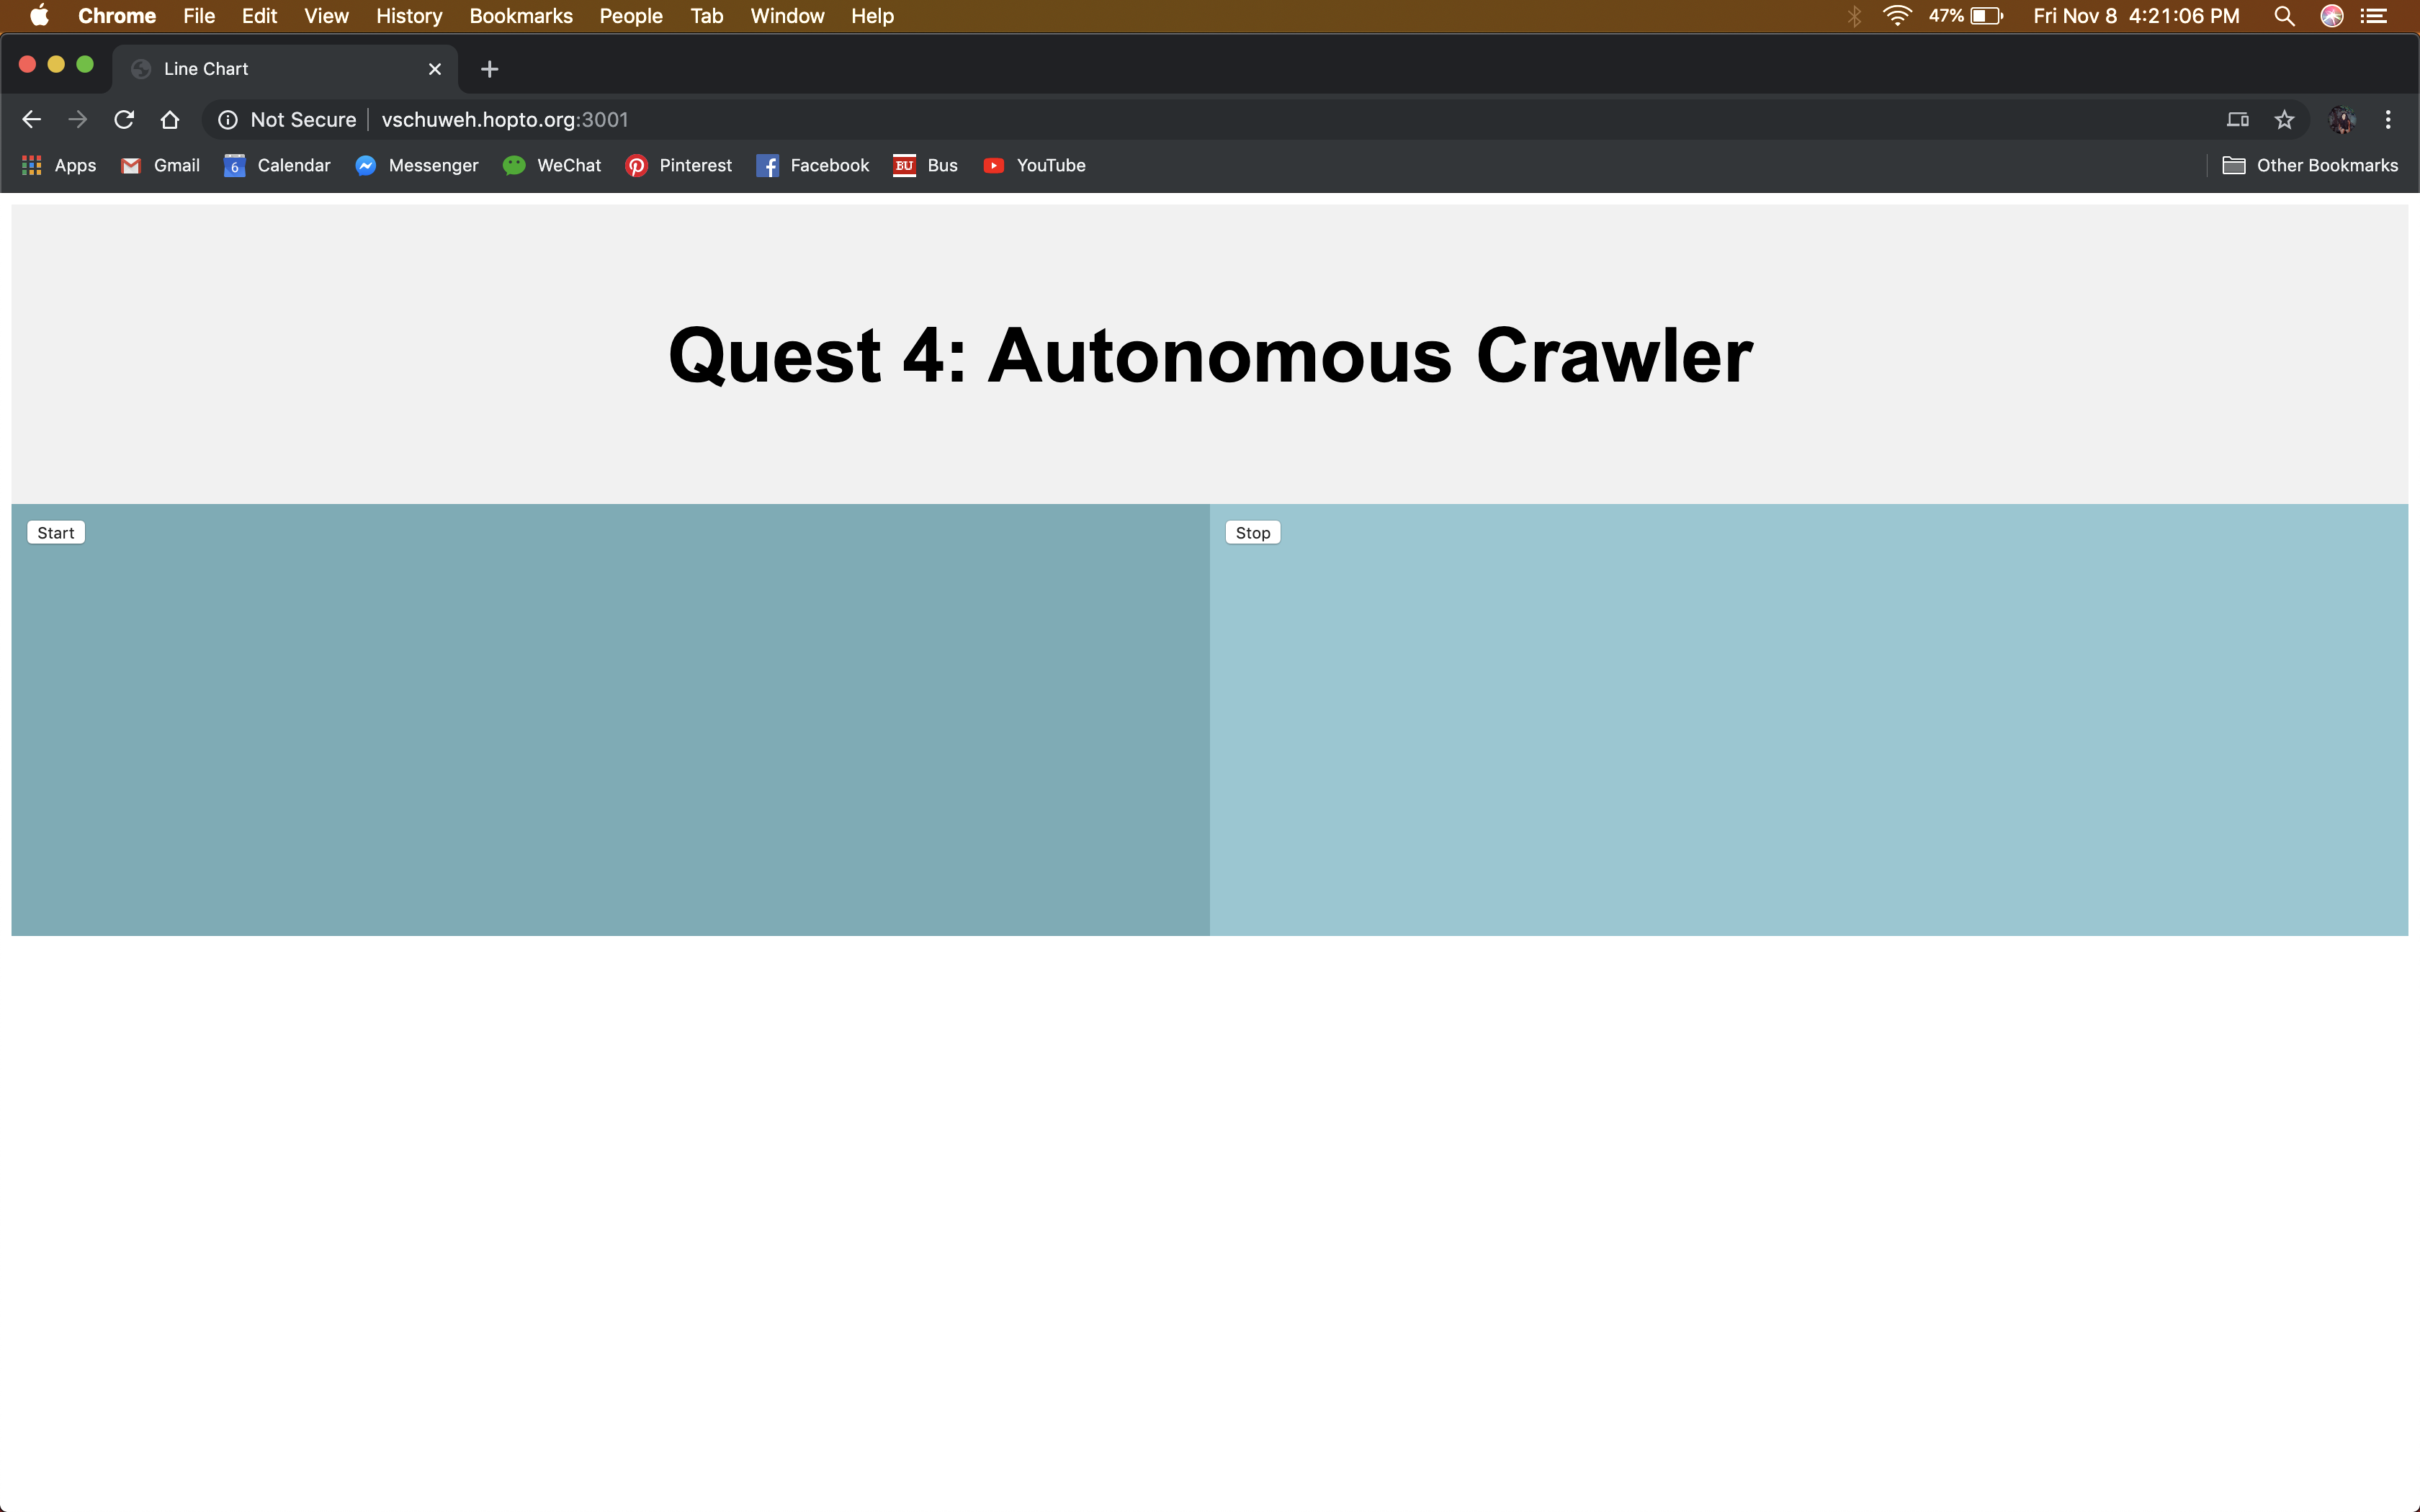 Chrome File Edit View History Bookmarks People Tab Window Help 47% Fri Nov 8 4:21:06 PM
Line Chart
Not Secure vschuweh.hopto.org:3001
Apps Gmail 6 Calendar Messenger WeChat Pinterest Facebook BU Bus YouTube Other Bookmarks
Quest 4: Autonomous Crawler
Start Stop